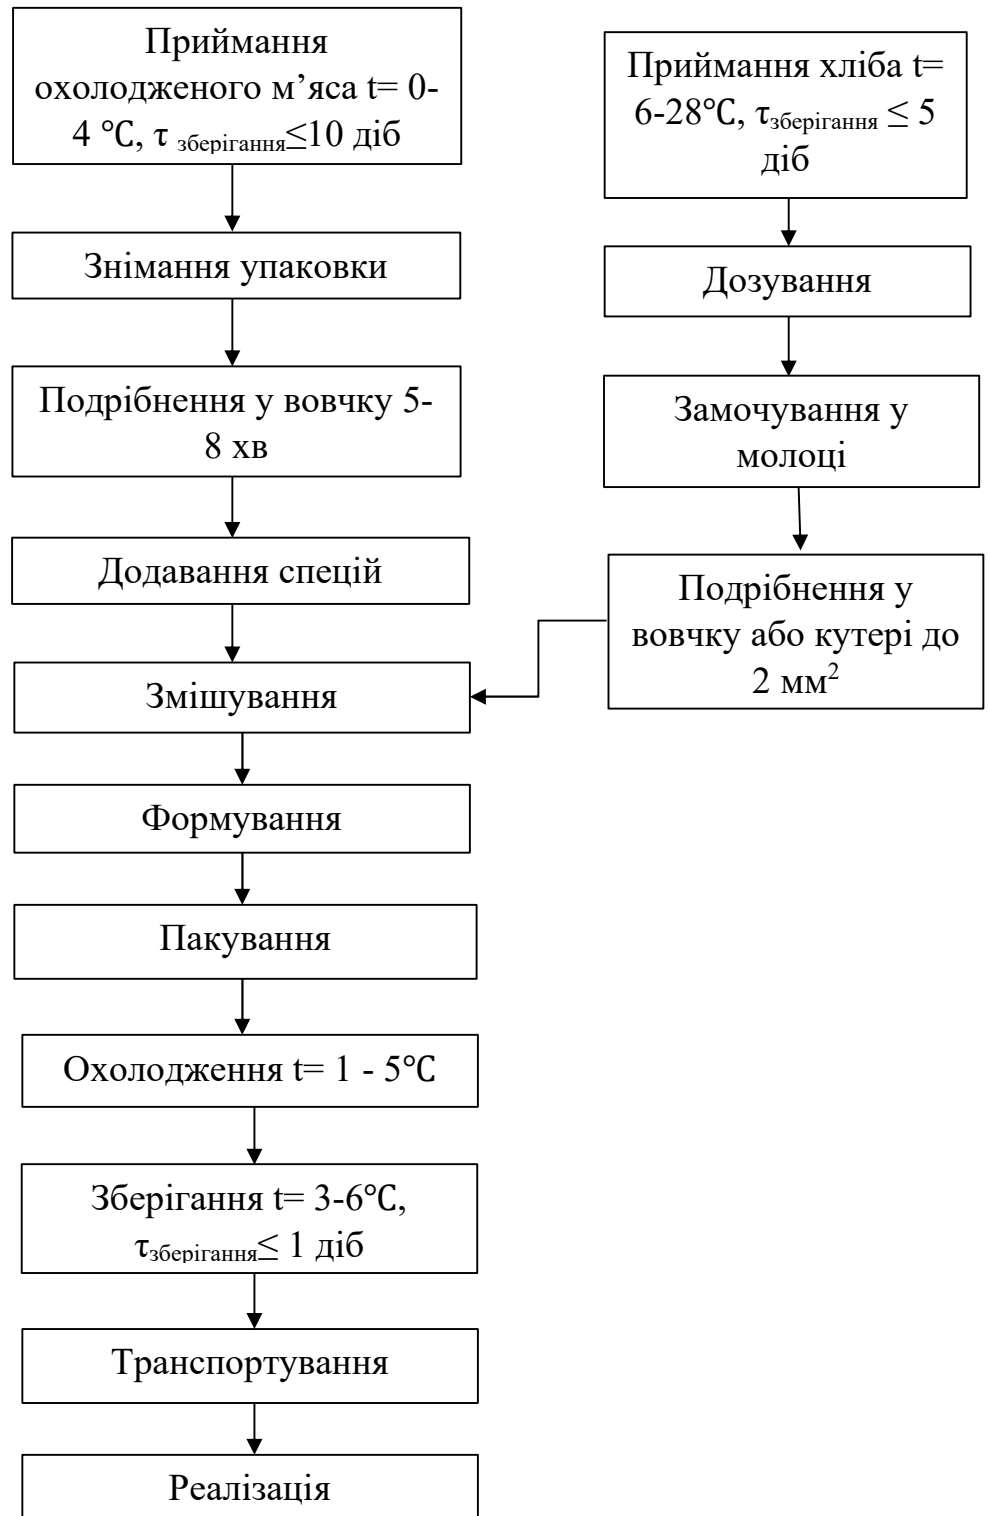 Приймання
охолодженого м’яса t= 0-
4 °C, τ зберігання≤10 діб
Знімання упаковки
Подрібнення у вовчку 5-
8 хв
Додавання спецій
Змішування
Формування
Пакування
Охолодження t= 1 - 5°C
Зберігання t= 3-6°C,
τзберігання≤ 1 діб
Транспортування
Реалізація
Приймання хліба t=
6-28°C, τзберігання ≤ 5
діб
Дозування
Замочування у
молоці
Подрібнення у
вовчку або кутері до
2 мм²